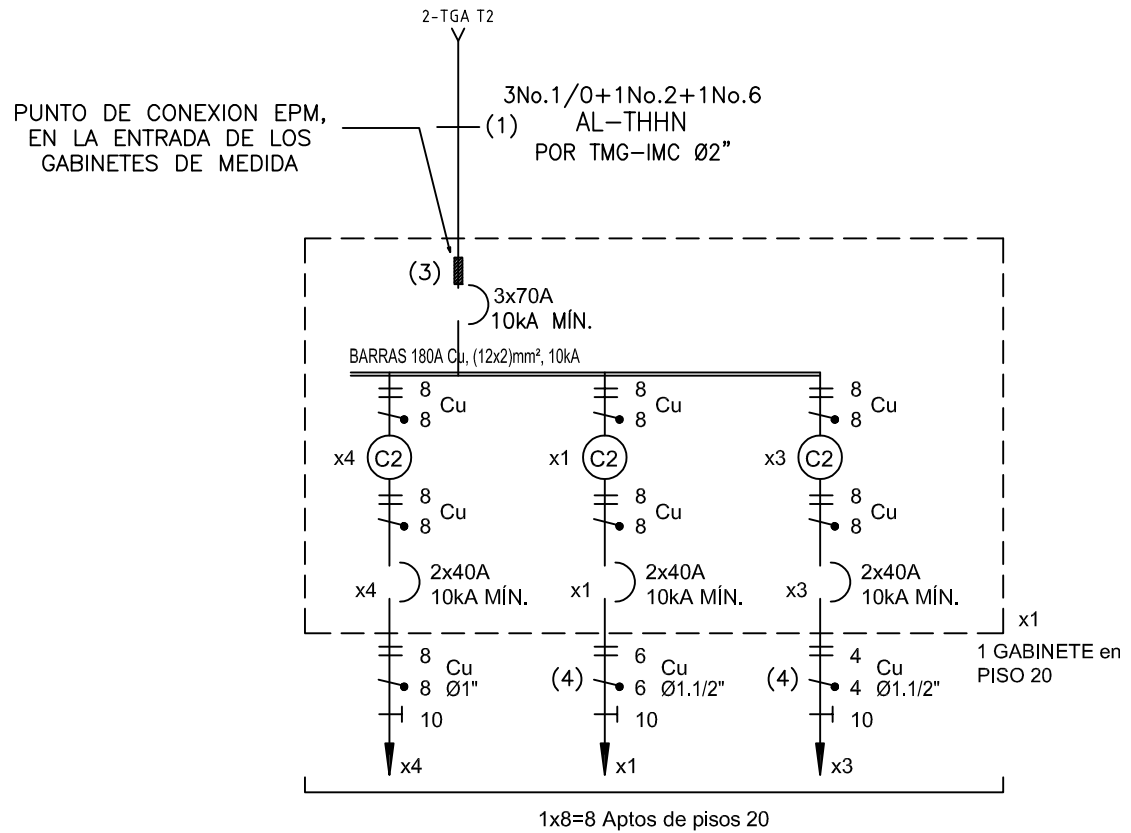 2-TGA T2
PUNTO DE CONEXION EPM,
EN LA ENTRADA DE LOS
GABINETES DE MEDIDA
(1)
3No.1/0+1No.2+1No.6
AL-THHN
POR TMG-IMC Ø2"
(3)
3x70A
10kA MÍN.
BARRAS 180A Cu, (12x2)mm², 10kA
8
8
Cu
8
8
Cu
8
8
Cu
x4
C2
x1
C2
x3
C2
8
8
Cu
8
8
Cu
8
8
Cu
x4
2x40A
10kA MÍN.
x1
2x40A
10kA MÍN.
x3
2x40A
10kA MÍN.
x1
1 GABINETE en
PISO 20
8
8
Cu
Ø1"
10
(4)
6
6
Cu
Ø1.1/2"
10
(4)
4
4
Cu
Ø1.1/2"
10
x4
x1
x3
1x8=8 Aptos de pisos 20